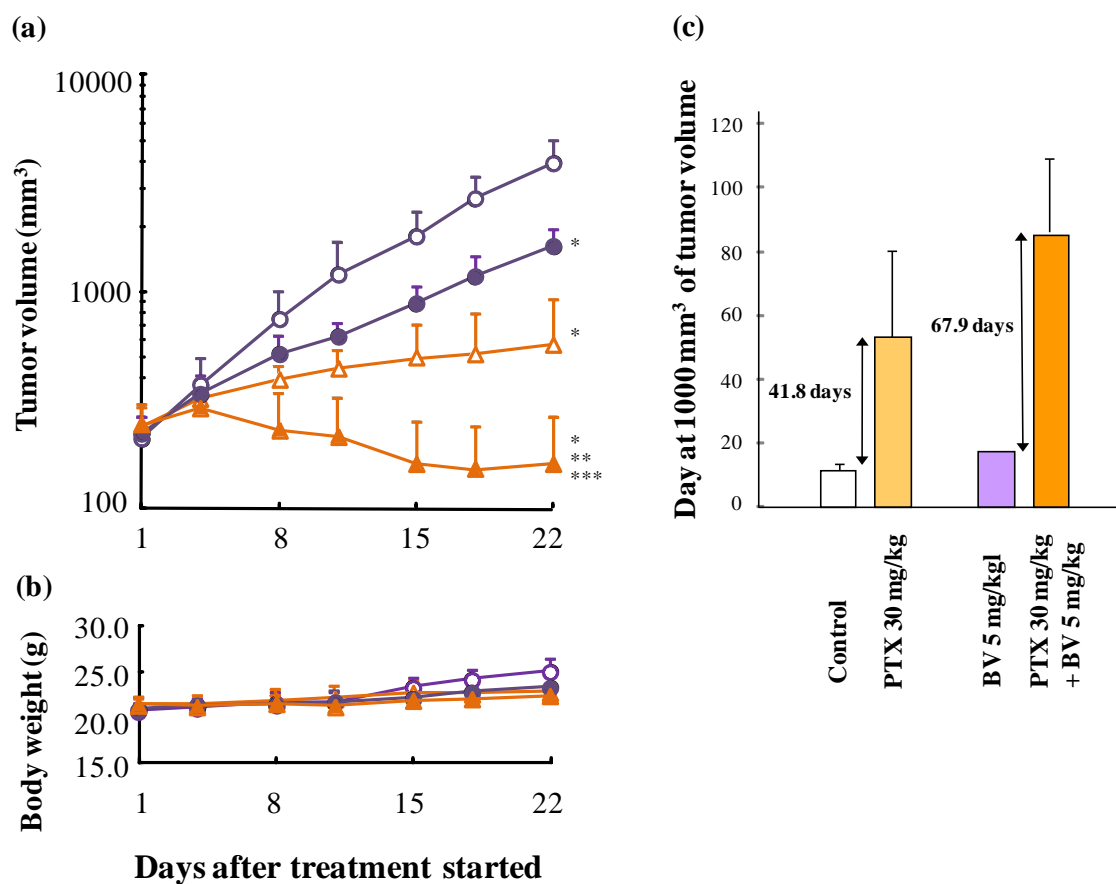 (a)
Tumor volume (mm³)
10000
1000
100
*
*
*
**
***
1 8 15 22
(b)
Body weight (g)
30.0
25.0
20.0
15.0
1 8 15 22
Days after treatment started
(c)
Day at 1000 mm³ of tumor volume
120
100
80
60
40
20
0
41.8 days
67.9 days
Control
PTX 30 mg/kg
BV 5 mg/kgl
PTX 30 mg/kg
+ BV 5 mg/kg